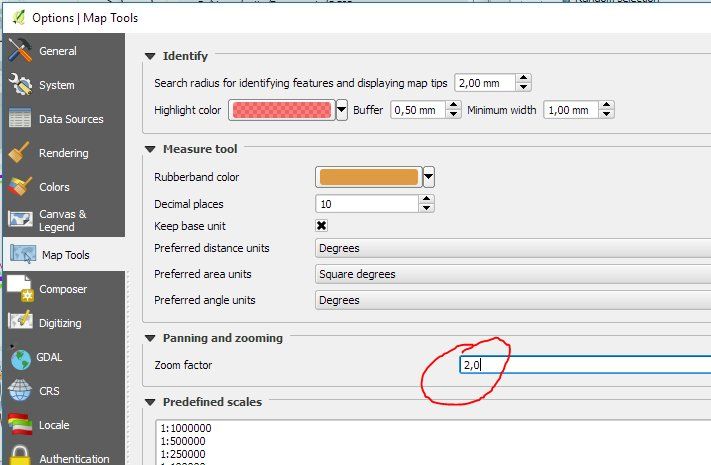 Options | Map Tools
General
System
Data Sources
Rendering
Colors
Canvas &
Legend
Map Tools
Composer
Digitizing
GDAL
CRS
Locale
Authentication
Identify
Search radius for identifying features and displaying map tips 2,00 mm
Highlight color Buffer 0,50 mm Minimum width 1,00 mm
Measure tool
Rubberband color
Decimal places 10
Keep base unit
Preferred distance units Degrees
Preferred area units Square degrees
Preferred angle units Degrees
Panning and zooming
Zoom factor 2,0
Predefined scales
1:1000000
1:500000
1:250000